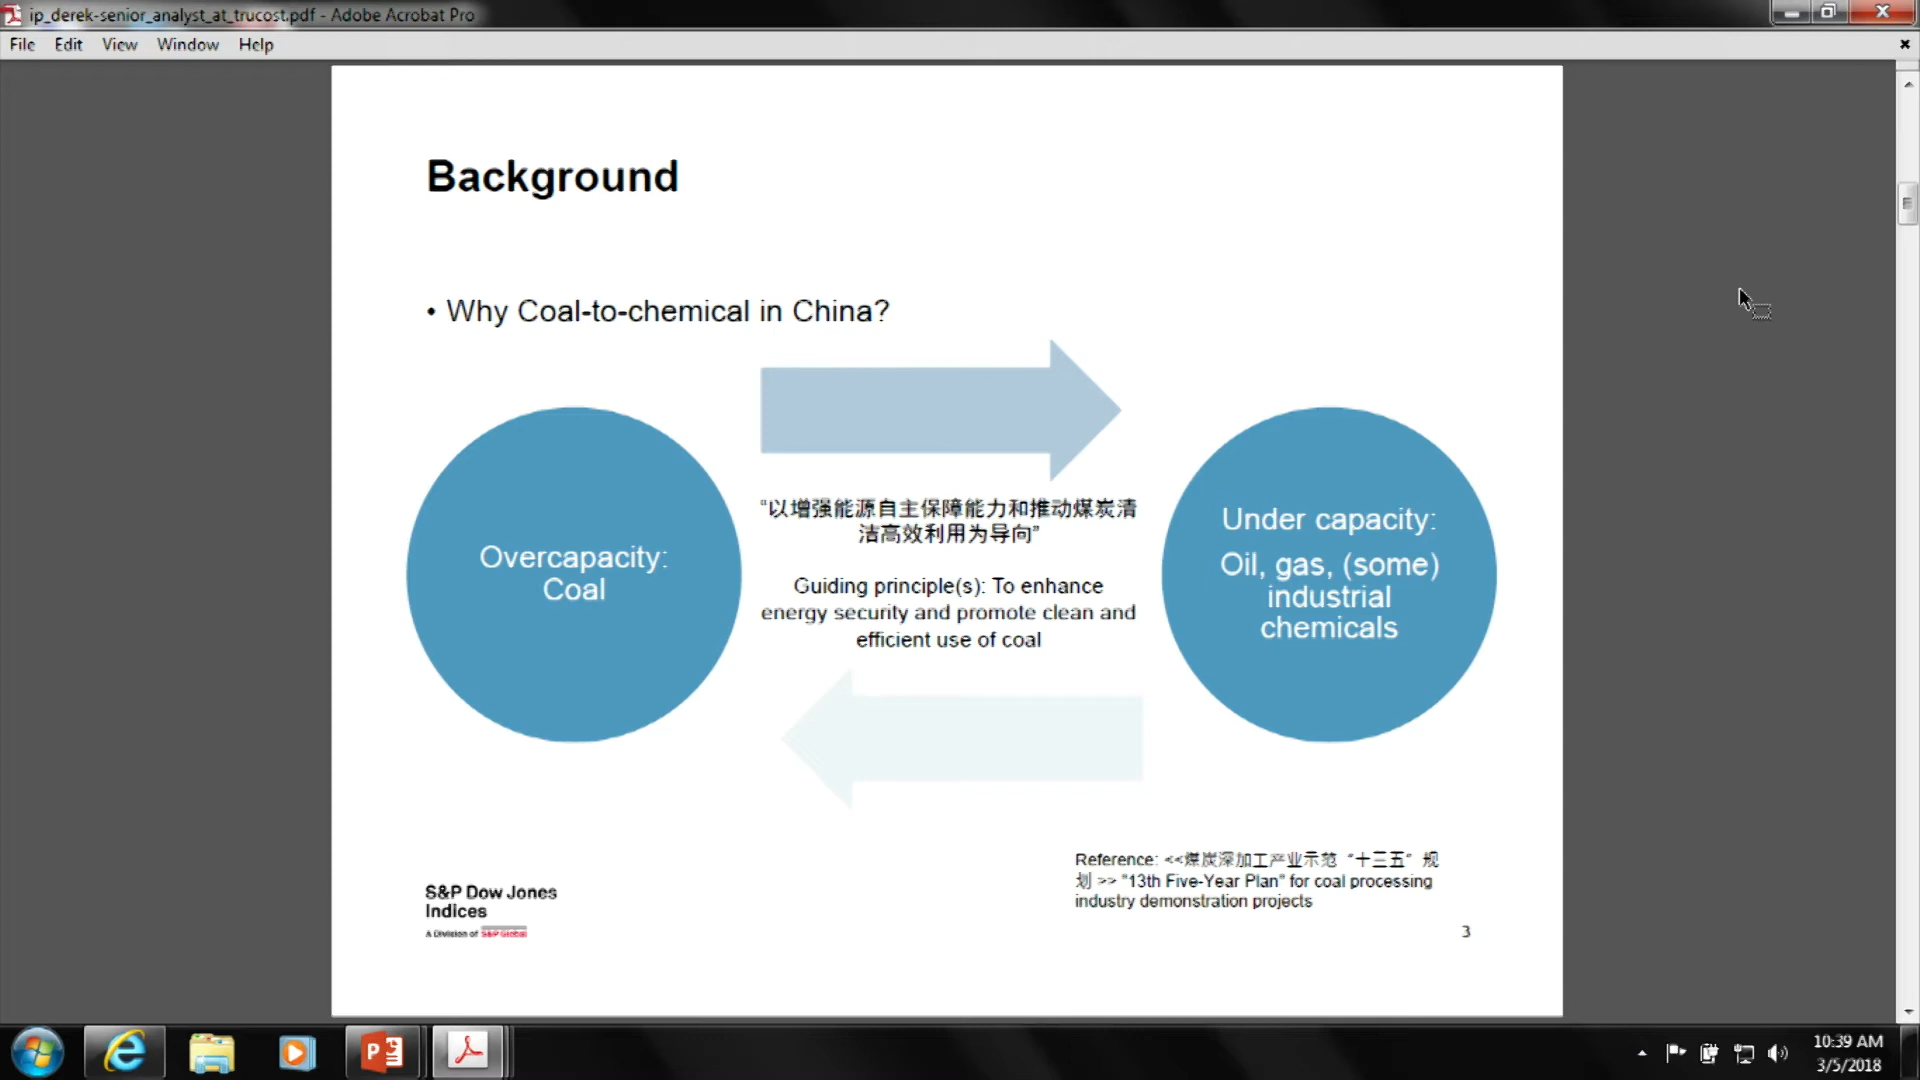 ip_derek-senior_analyst_at_trucost.pdf - Adobe Acrobat Pro
File Edit View Window Help
Background
• Why Coal-to-chemical in China?
“以增强能源自主保障能力和推动煤炭清
洁高效利用为导向”
Guiding principle(s): To enhance
energy security and promote clean and
efficient use of coal
Overcapacity:
Coal
Under capacity:
Oil, gas, (some)
industrial
chemicals
Reference: <<煤炭深加工产业示范“十三五”规
划 >> "13th Five-Year Plan" for coal processing
industry demonstration projects
S&P Dow Jones
Indices
A Division of S&P Global
3
10:39 AM
3/5/2018